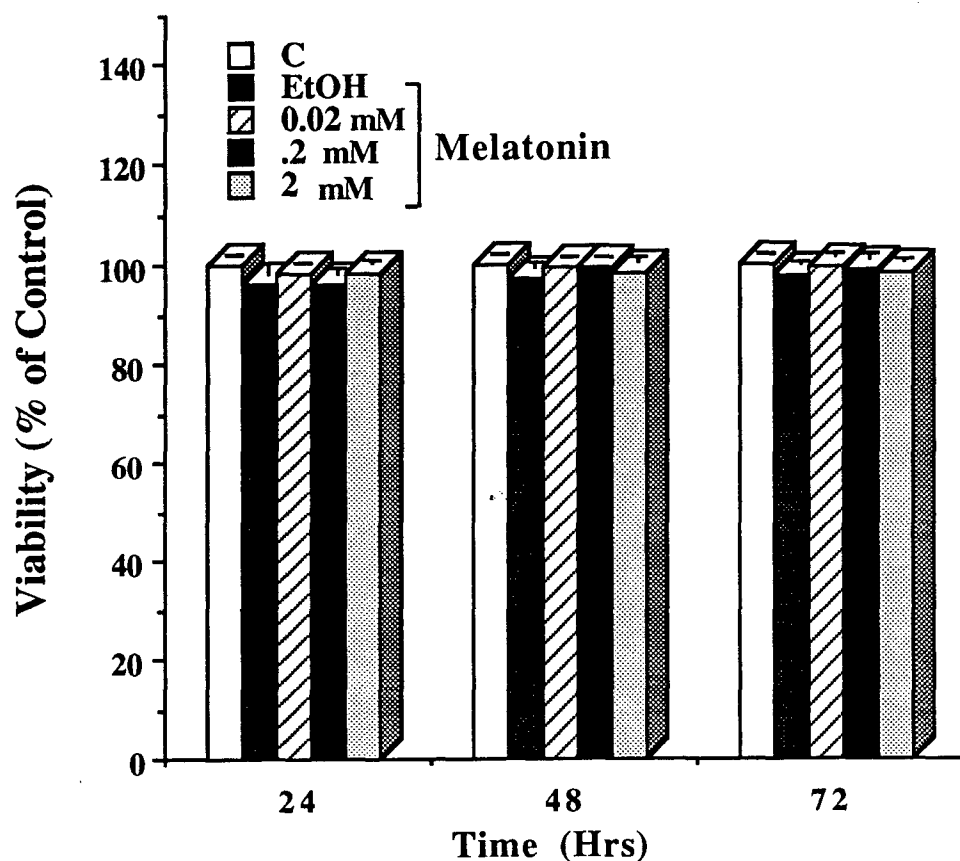 C
EtOH
0.02 mM
.2 mM
2 mM
Melatonin
Viability (% of Control)
140
120
100
80
60
40
20
0
24 48 72
Time (Hrs)